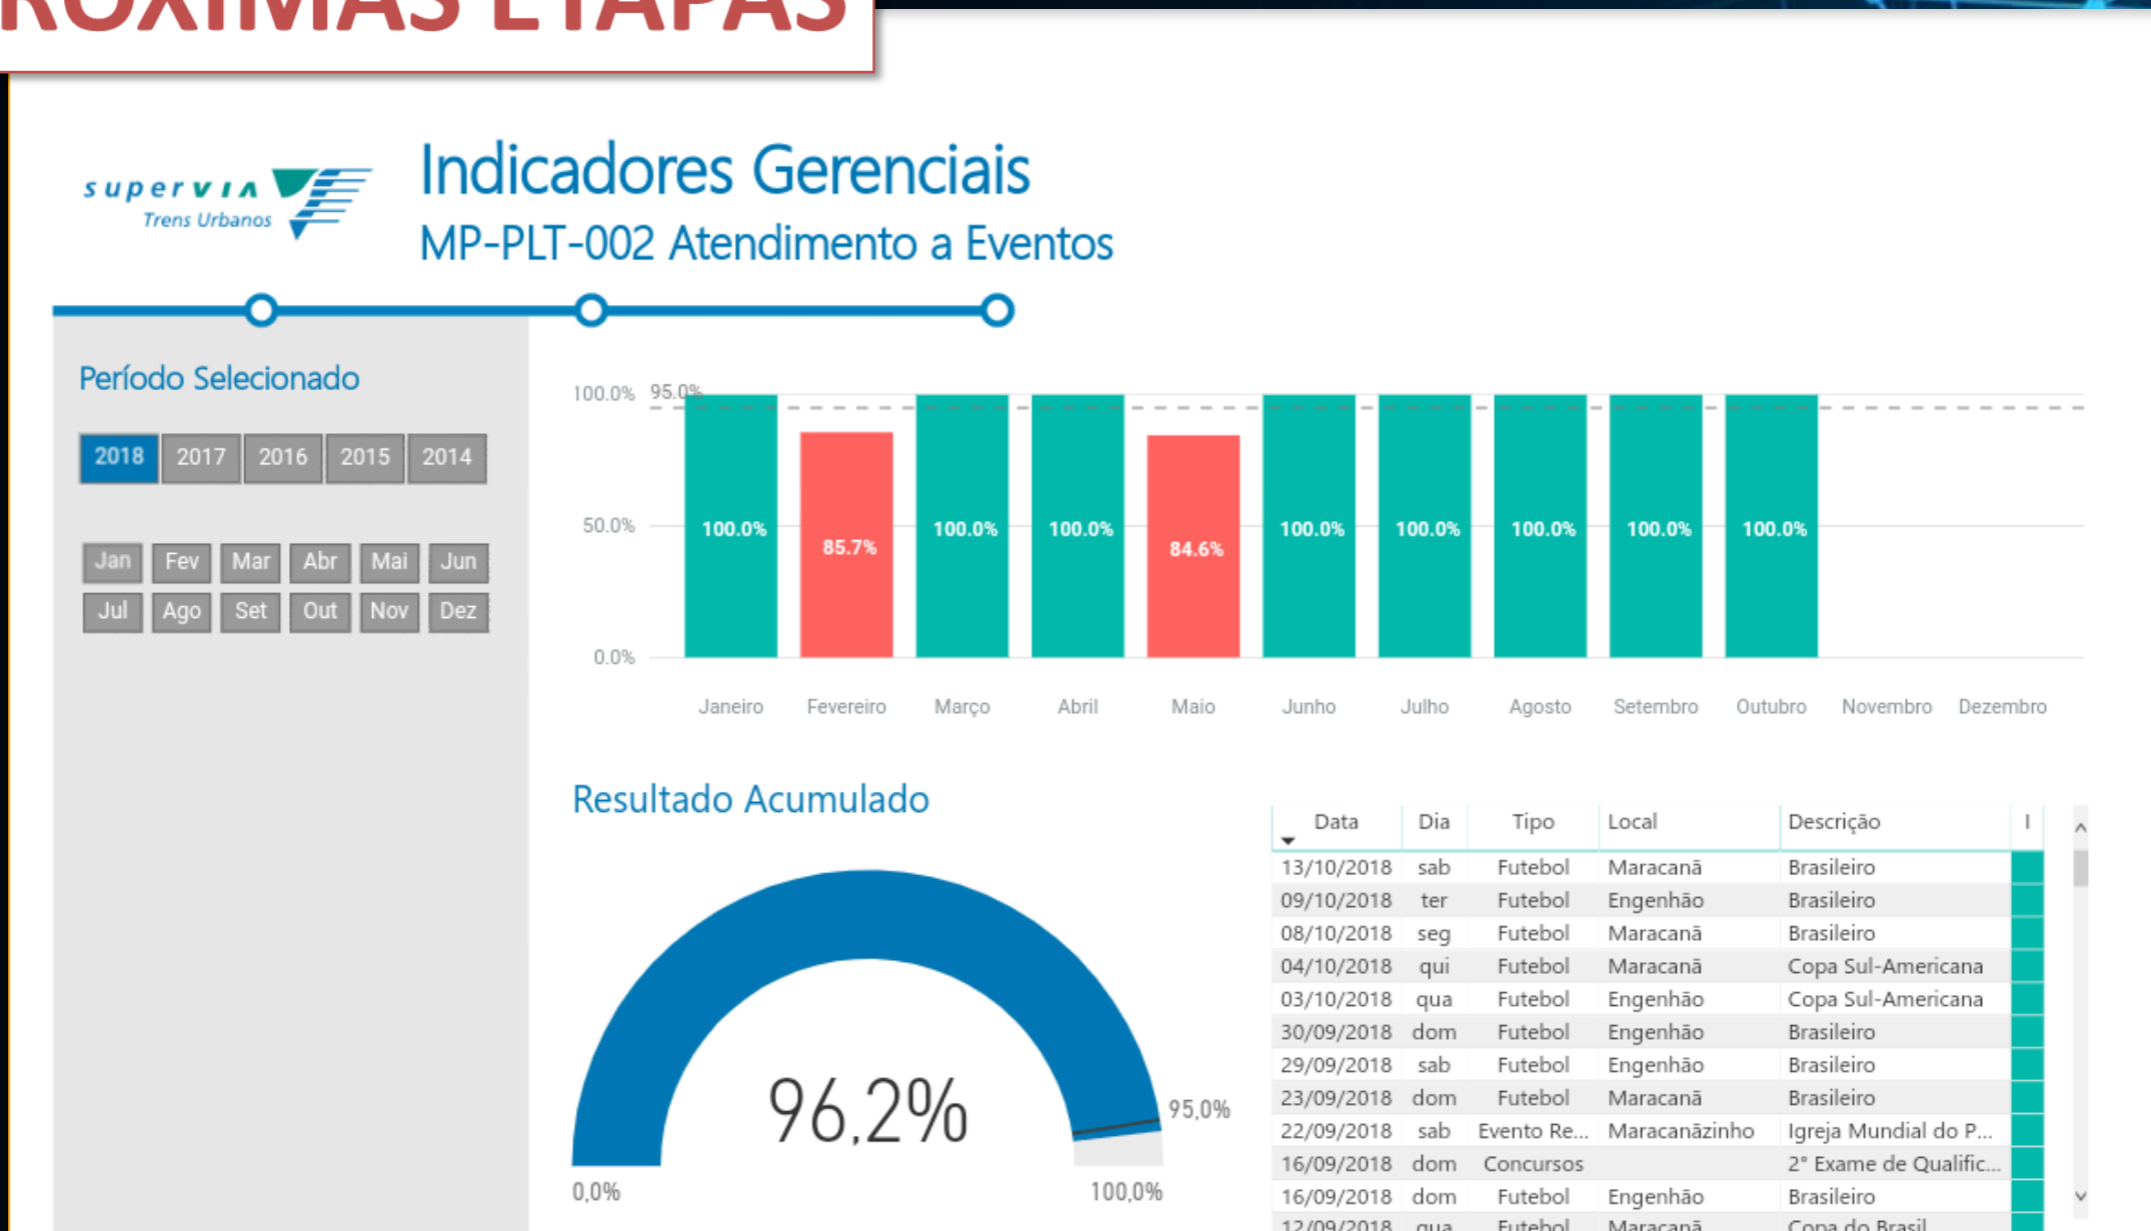 RÓXIMAS ETAPAS
supervia
Trens Urbanos
Indicadores Gerenciais
MP-PLT-002 Atendimento a Eventos
Período Selecionado
2018 2017 2016 2015 2014
Jan Fev Mar Abr Mai Jun
Jul Ago Set Out Nov Dez
100.0% 95.0%
50.0%
0.0%
100.0% 85.7% 100.0% 100.0% 84.6% 100.0% 100.0% 100.0% 100.0% 100.0%
Janeiro Fevereiro Março Abril Maio Junho Julho Agosto Setembro Outubro Novembro Dezembro
Resultado Acumulado
96,2%
95,0%
0,0% 100,0%
Data Dia Tipo Local Descrição I
13/10/2018 sab Futebol Maracanã Brasileiro
09/10/2018 ter Futebol Engenhão Brasileiro
08/10/2018 seg Futebol Maracanã Brasileiro
04/10/2018 qui Futebol Maracanã Copa Sul-Americana
03/10/2018 qua Futebol Engenhão Copa Sul-Americana
30/09/2018 dom Futebol Engenhão Brasileiro
29/09/2018 sab Futebol Engenhão Brasileiro
23/09/2018 dom Futebol Maracanã Brasileiro
22/09/2018 sab Evento Re... Maracanãzinho Igreja Mundial do P...
16/09/2018 dom Concursos 2° Exame de Qualific...
16/09/2018 dom Futebol Engenhão Brasileiro
12/09/2018 qua Futebol Maracanã Copa do Brasil